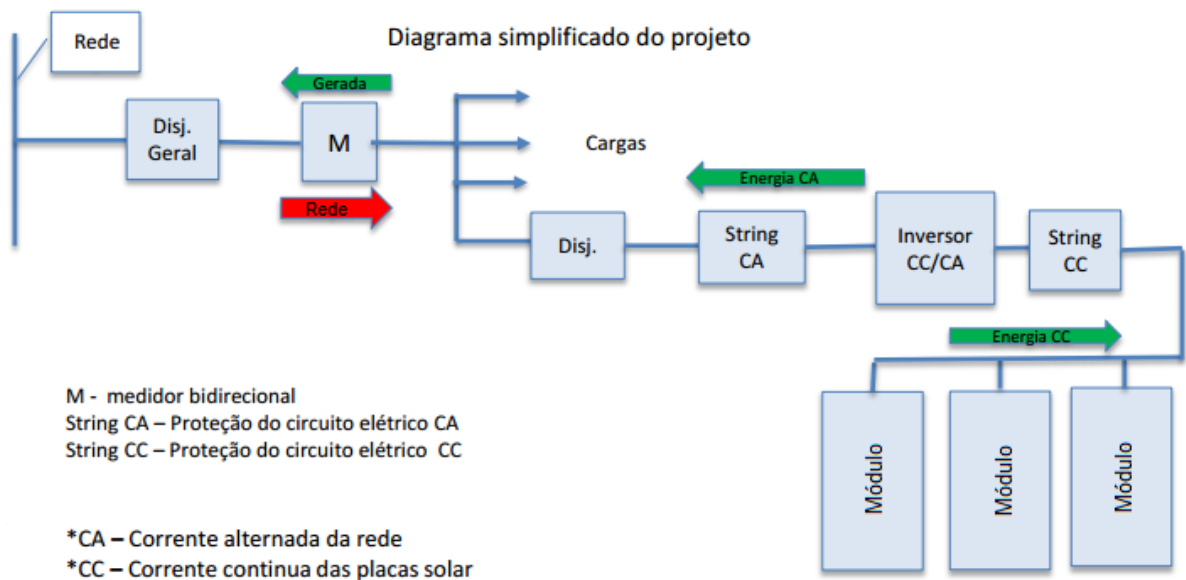 Diagrama simplificado do projeto
Rede
Gerada
Disj.
Geral
M
Cargas
Rede
Energia CA
Disj.
String
CA
Inversor
CC/CA
String
CC
Energia CC
M - medidor bidirecional
String CA – Proteção do circuito elétrico CA
String CC – Proteção do circuito elétrico CC
Módulo
Módulo
Módulo
*CA – Corrente alternada da rede
*CC – Corrente continua das placas solar